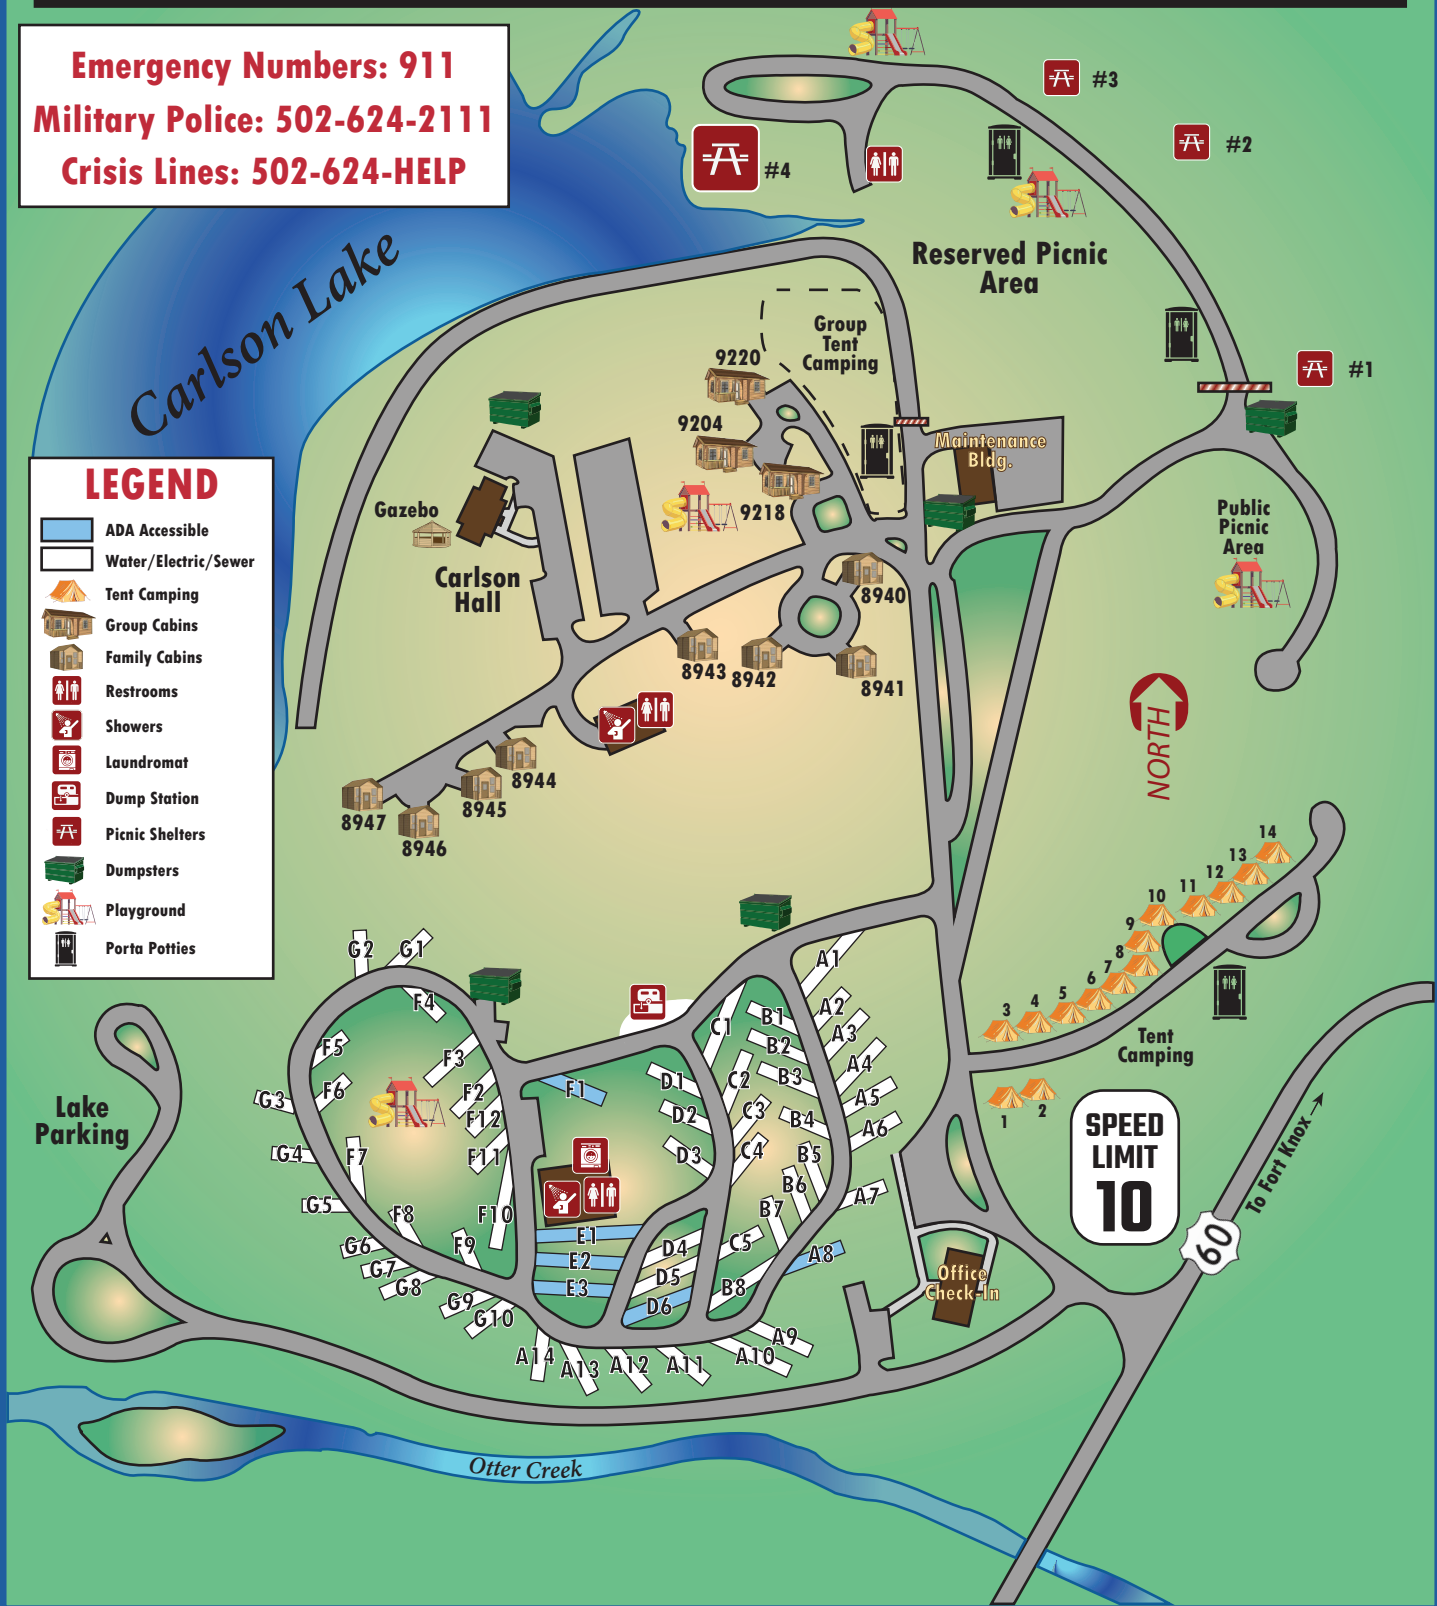 Emergency Numbers: 911
Military Police: 502-624-2111
Crisis Lines: 502-624-HELP
#3
#2
#4
Reserved Picnic
Area
Carlson Lake
Group
Tent
Camping
9220
#1
9204
Maintenance
Bldg.
9218
Gazebo
Public
Picnic
Area
Carlson
Hall
8940
8943
8942
8941
LEGEND
ADA Accessible
Water/Electric/Sewer
Tent Camping
Group Cabins
Family Cabins
Restrooms
Showers
Laundromat
Dump Station
Picnic Shelters
Dumpsters
Playground
Porta Potties
NORTH
8944
8945
8947
8946
14
13
12
11
10
9
8
7
6
5
4
3
2
1
Tent
Camping
G2
G1
A1
F4
C1
B1
A2
F5
B2
A3
F3
A4
D1
C2
B3
F6
F2
F1
A5
G3
C3
D2
F12
B4
A6
G4
F7
F11
D3
C4
B5
B6
A7
G5
F8
F10
B7
G6
F9
E1
D4
C5
A8
G7
E2
D5
G8
E3
D6
B8
G9
G10
A9
A14
A13
A12
A11
A10
Lake
Parking
SPEED
LIMIT
10
To Fort Knox
60
Office
Check-In
Otter Creek